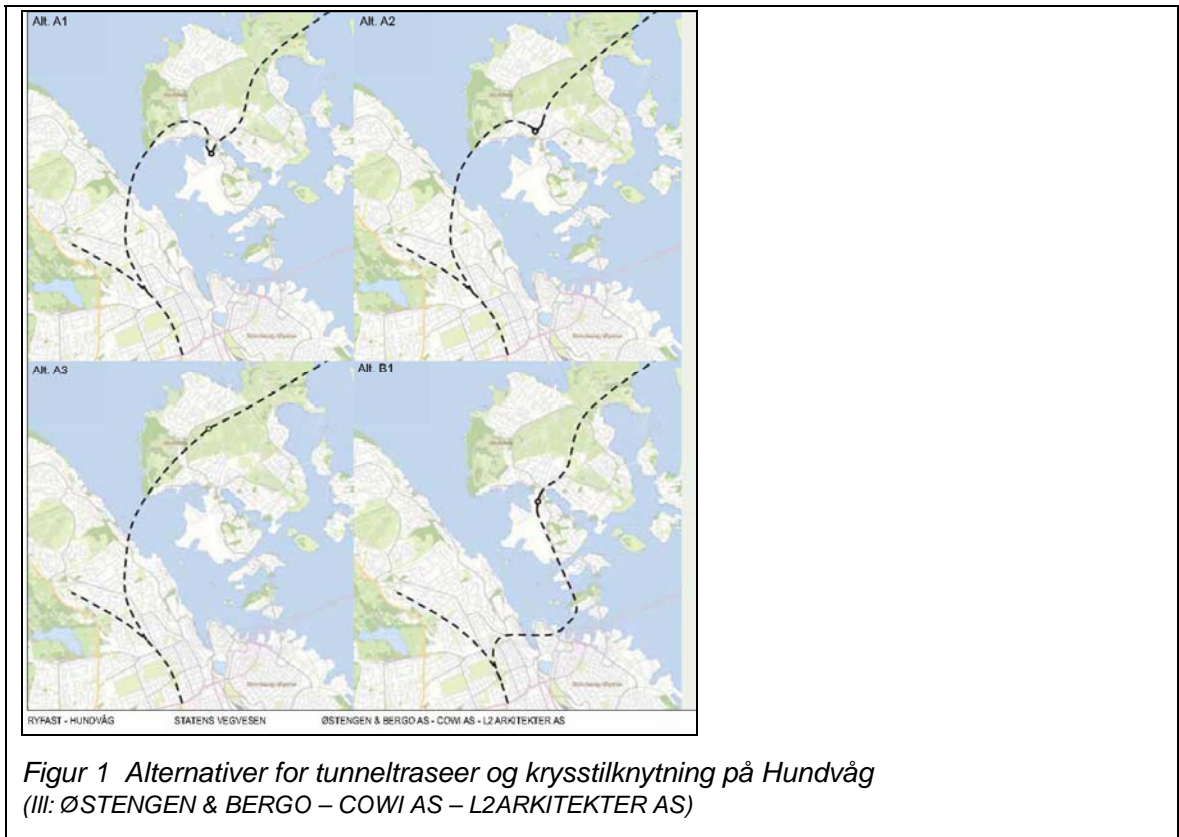 Alt. A1
Alt. A2
Alt. A3
Alt. B1
RYFAST - HUNDVÅG STATENS VEGVESEN ØSTENGEN & BERGO AS - COWI AS - L2 ARKITEKTER AS
Figur 1 Alternativer for tunneltraseer og krysstilknytning på Hundvåg
(Ill: ØSTENGEN & BERGO – COWI AS – L2ARKITEKTER AS)